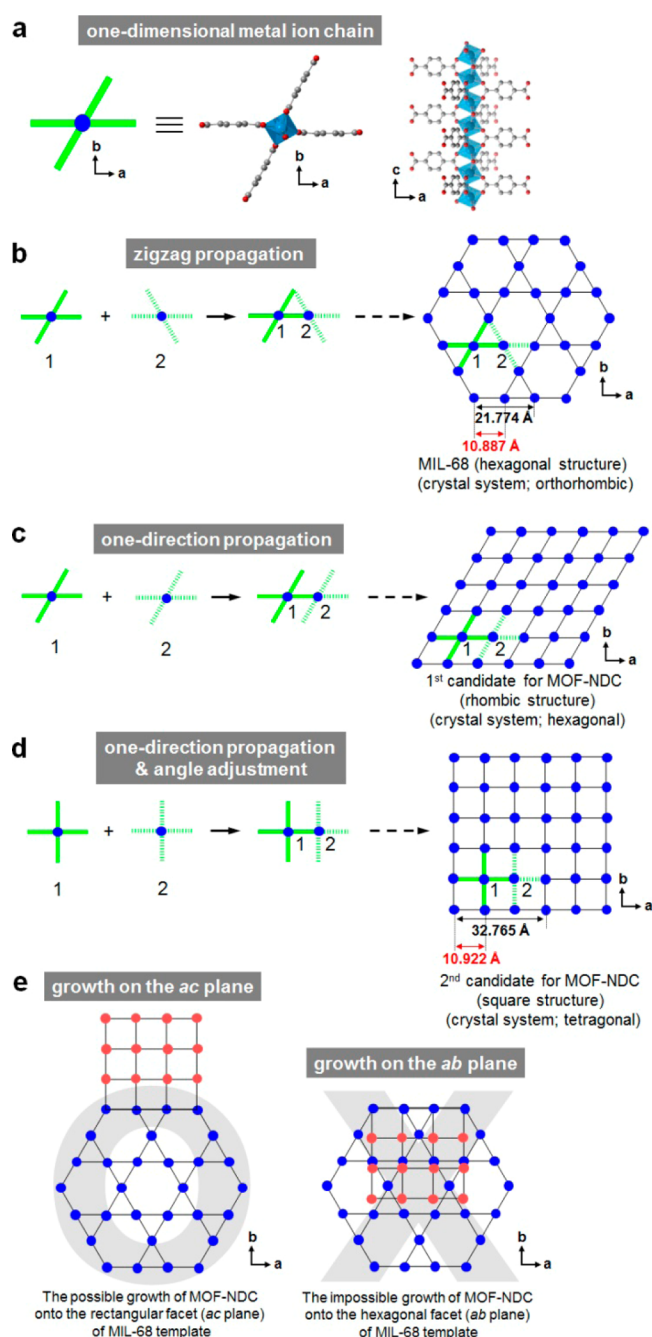 a
one-dimensional metal ion chain
b
a
b
a
c
a
b
zigzag propagation
1
+
2
1
2
b
a
21.774 Å
10.887 Å
MIL-68 (hexagonal structure)
(crystal system; orthorhombic)
c
one-direction propagation
1
+
2
1
2
1
2
b
a
1st candidate for MOF-NDC
(rhombic structure)
(crystal system; hexagonal)
d
one-direction propagation
& angle adjustment
1
+
2
1
2
1
2
b
a
32.765 Å
10.922 Å
2nd candidate for MOF-NDC
(square structure)
(crystal system; tetragonal)
e
growth on the ac plane
b
a
The possible growth of MOF-NDC
onto the rectangular facet (ac plane)
of MIL-68 template
growth on the ab plane
b
a
The impossible growth of MOF-NDC
onto the hexagonal facet (ab plane)
of MIL-68 template